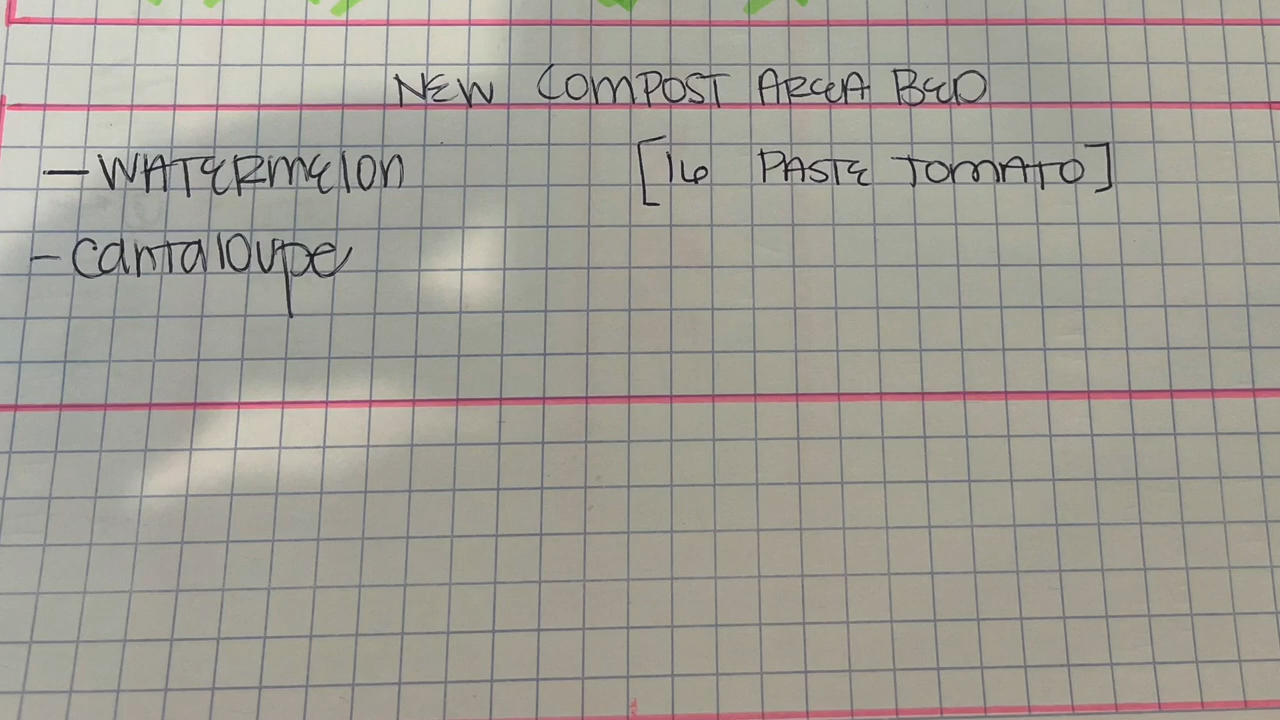 NEW COMPOST AREA BED
- WATERMELON [16 PASTE TOMATO]
- cantaloupe